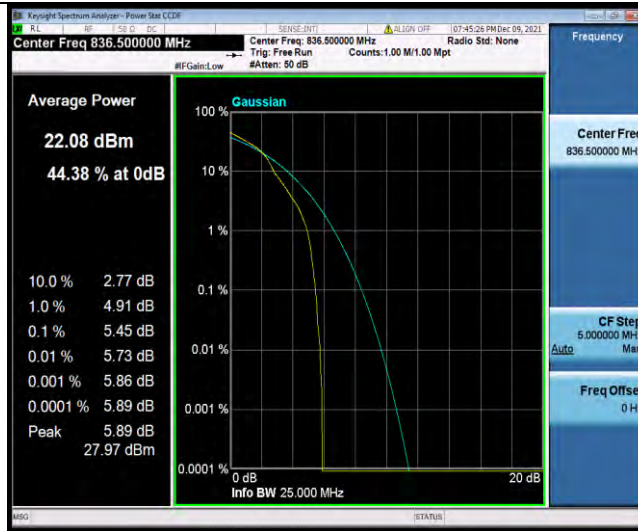 Keysight Spectrum Analyzer - Power Stat CCDF
RL RF 50 Ω DC SENSE:INT ALIGN OFF 07:45:26 PM Dec 09, 2021
Center Freq 836.500000 MHz
Center Freq: 836.500000 MHz Radio Std: None
Trig: Free Run Counts:1.00 M/1.00 Mpt
#IFGain:Low #Atten: 50 dB
Frequency
Average Power
22.08 dBm
44.38 % at 0dB
10.0 % 2.77 dB
1.0 % 4.91 dB
0.1 % 5.45 dB
0.01 % 5.73 dB
0.001 % 5.86 dB
0.0001 % 5.89 dB
Peak 5.89 dB
27.97 dBm
Gaussian
100 %
10 %
1 %
0.1 %
0.01 %
0.001 %
0.0001 %
0 dB 20 dB
Info BW 25.000 MHz
Center Freq
836.500000 MH
CF Step
5.000000 MH
Auto Ma
Freq Offse
0 H
MSG STATUS